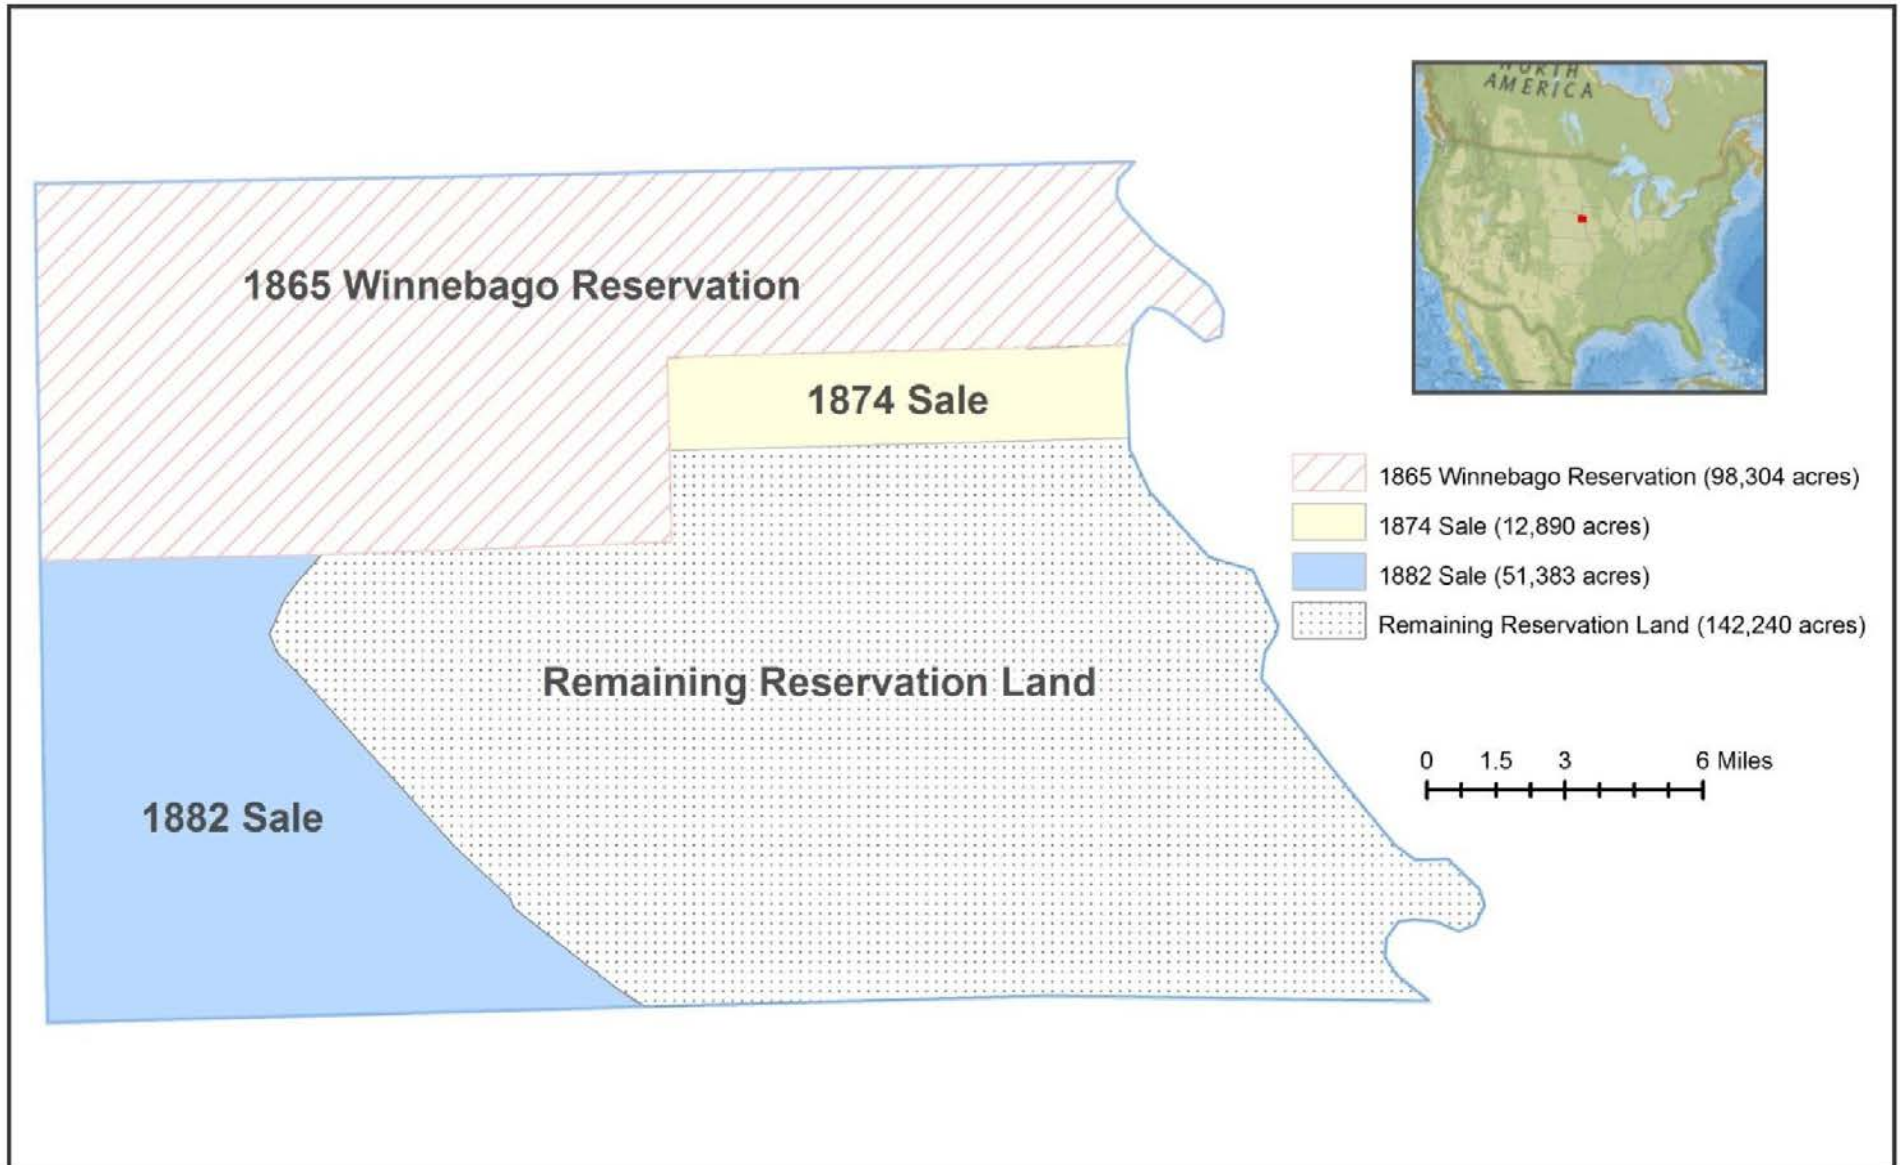 NORTH
AMERICA
1865 Winnebago Reservation
1874 Sale
1865 Winnebago Reservation (98,304 acres)
1874 Sale (12,890 acres)
1882 Sale (51,383 acres)
Remaining Reservation Land (142,240 acres)
Remaining Reservation Land
0 1.5 3 6 Miles
1882 Sale